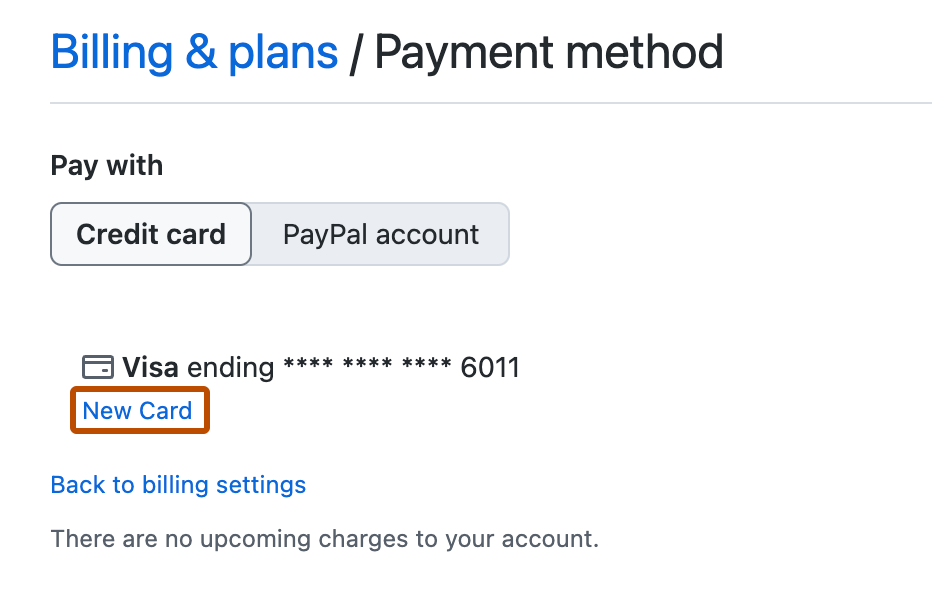 Billing & plans / Payment method
Pay with
Credit card PayPal account
Visa ending **** **** **** 6011
New Card
Back to billing settings
There are no upcoming charges to your account.